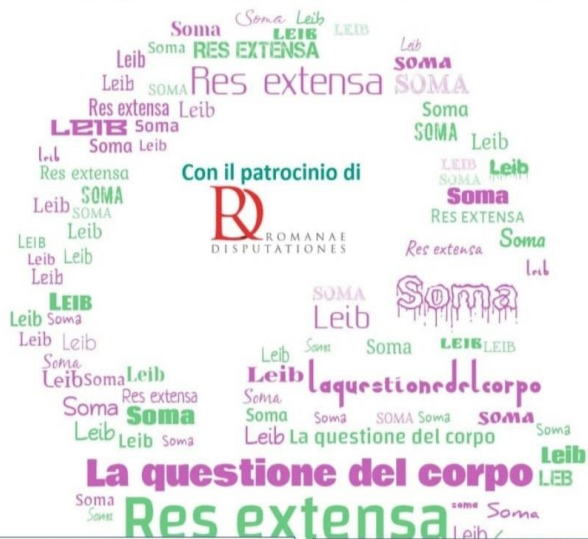 Soma Leib
Soma LEIB LEIB
Leib Soma RES EXTENSA Leib
SOMA
Leib SOMA Res extensa SOMA
Res extensa Leib Soma
LEIB Soma SOMA
Soma Leib Leib
Leib
Res extensa Con il patrocinio di LEIB Leib
SOMA
SOMA Soma
Leib SOMA RES EXTENSA
Leib ROMANAE Soma
LEIB DISPUTATIONES Res extensa
Leib Leib Leib
Leib
LEIB SOMA Soma
Leib Soma Leib
Leib Leib Soma Soma LEIB LEIB
Soma Leib
Leib Soma Leib Leib laquestionedelcorpo
Res extensa Soma
Soma Soma Soma Soma SOMA Soma SOMA
Leib Leib Soma Leib La questione del corpo Soma
Leib
La questione del corpo LEB
Soma
Soma Res extensa soma Soma
Leib